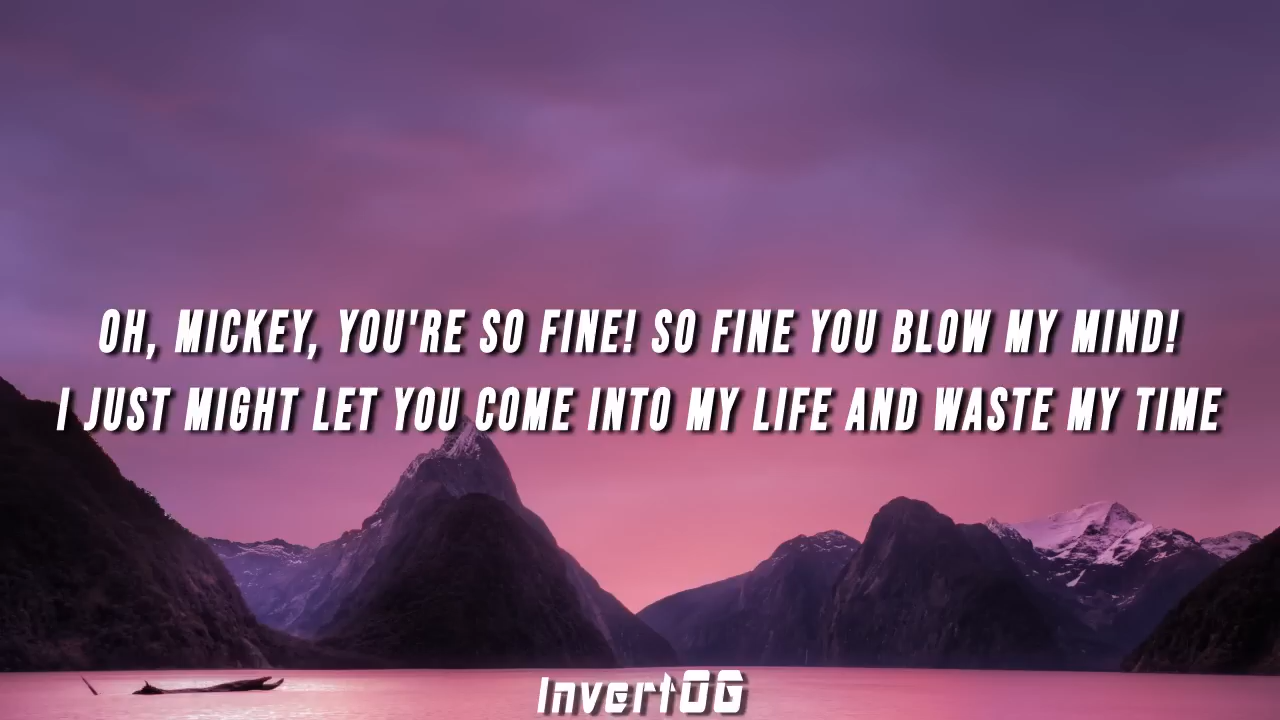 OH, MICKEY, YOU'RE SO FINE! SO FINE YOU BLOW MY MIND!
I JUST MIGHT LET YOU COME INTO MY LIFE AND WASTE MY TIME
InvertOG